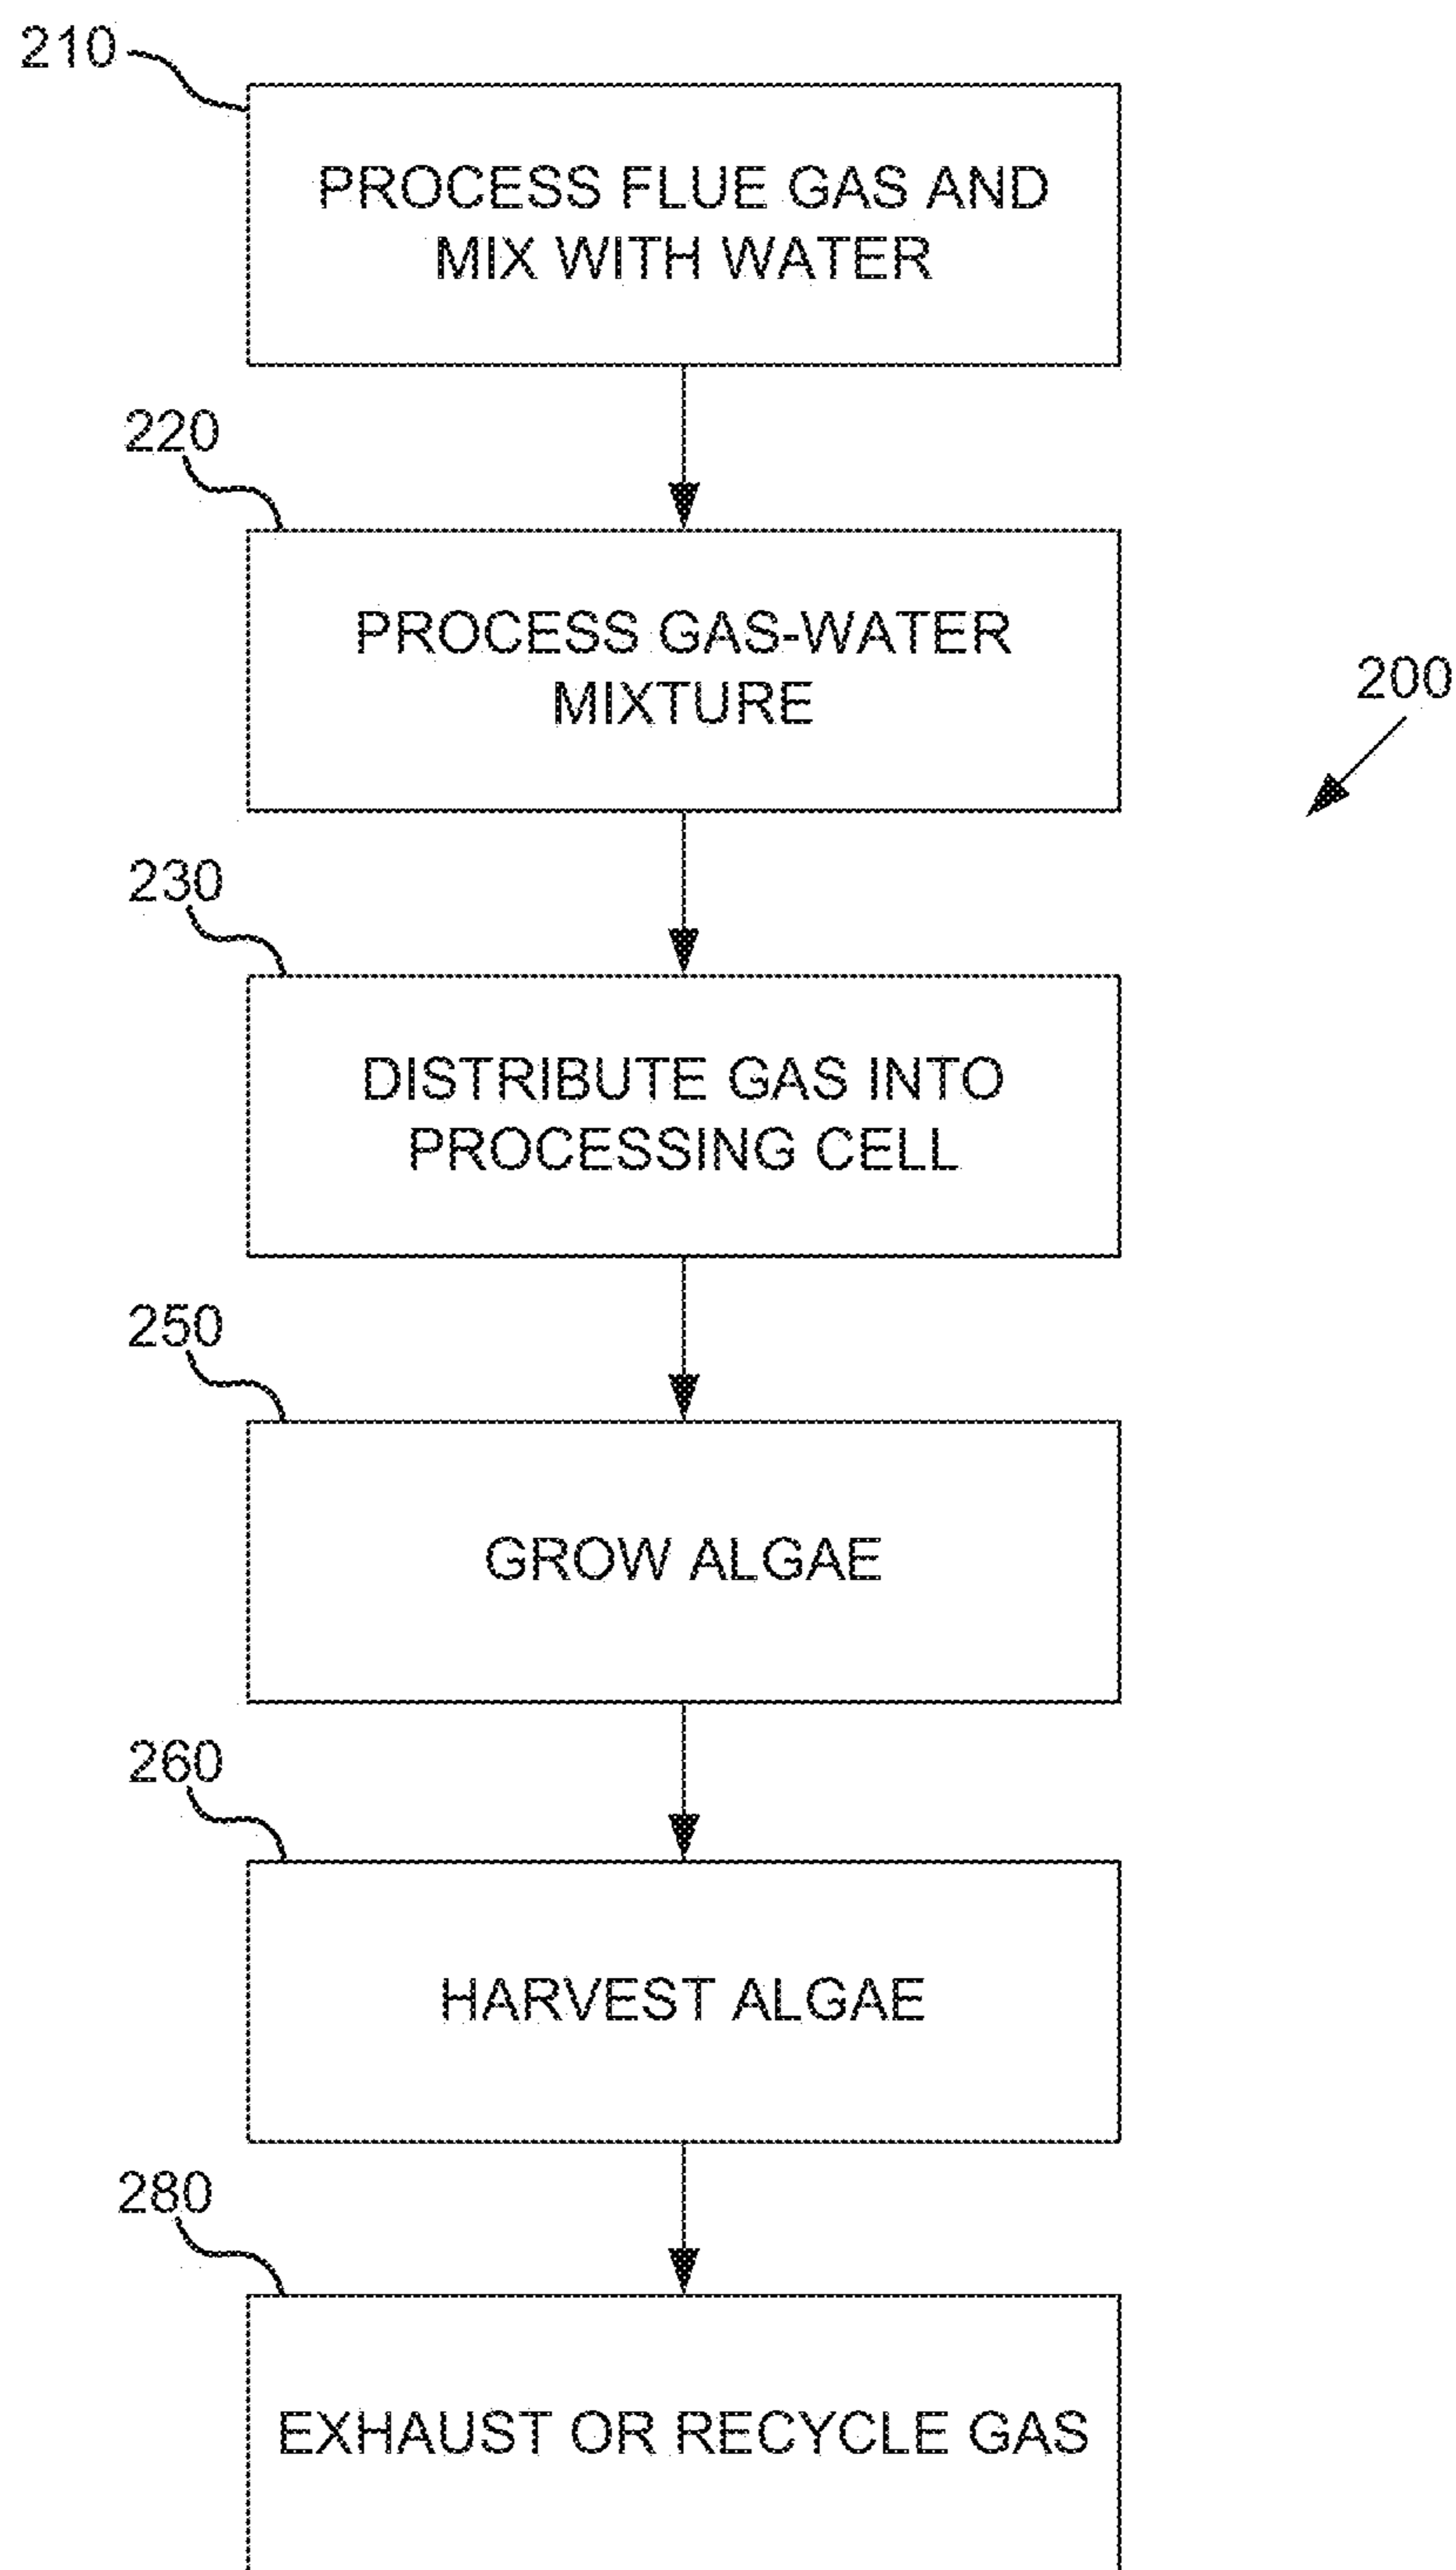 210
PROCESS FLUE GAS AND
MIX WITH WATER
220
PROCESS GAS-WATER
MIXTURE
200
230
DISTRIBUTE GAS INTO
PROCESSING CELL
250
GROW ALGAE
260
HARVEST ALGAE
280
EXHAUST OR RECYCLE GAS